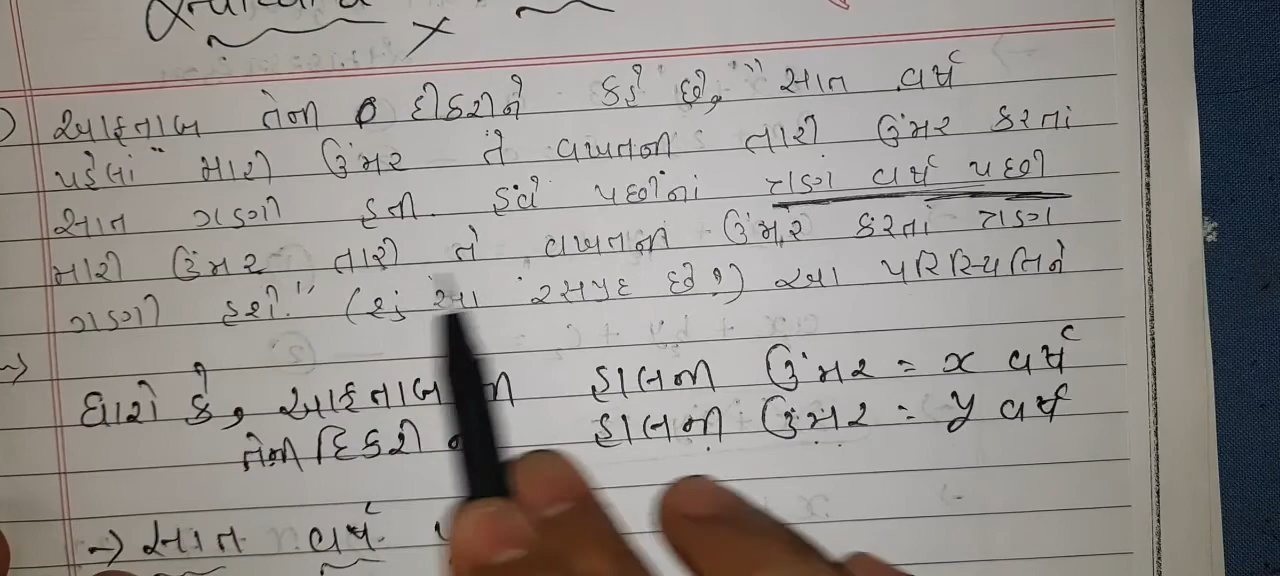 આફતાબ તેની દીકરીને કહે છે, "સાત વર્ષ
પહેલાં" મારી ઉંમર તે વખતની તારી ઉંમર કરતાં
સાત ગણી હતી. હવે પછીનાં ત્રણ વર્ષ પછી
મારી ઉંમર તારી તે વખતની ઉંમર કરતાં ત્રણ
ગણી હશે." (શું આ રસપ્રદ છે?) આ પરિસ્થિતિને
→
ધારો કે, આફતાબની હાલની ઉંમર = x વર્ષ
તેની દિકરી ની હાલની ઉંમર = y વર્ષ
→ સાત વર્ષ